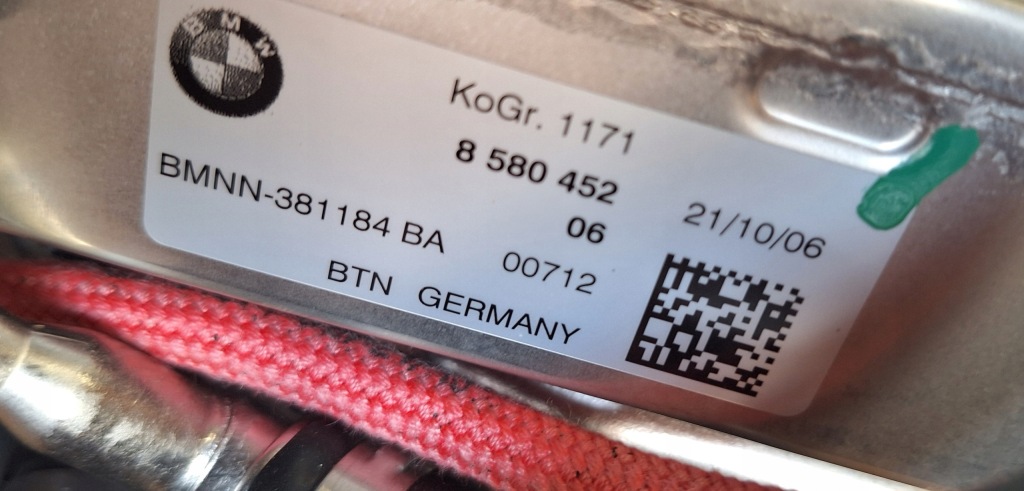 BMW
KoGr. 1171
8 580 452
06
21/10/06
BMNN-381184 BA
00712
BTN GERMANY